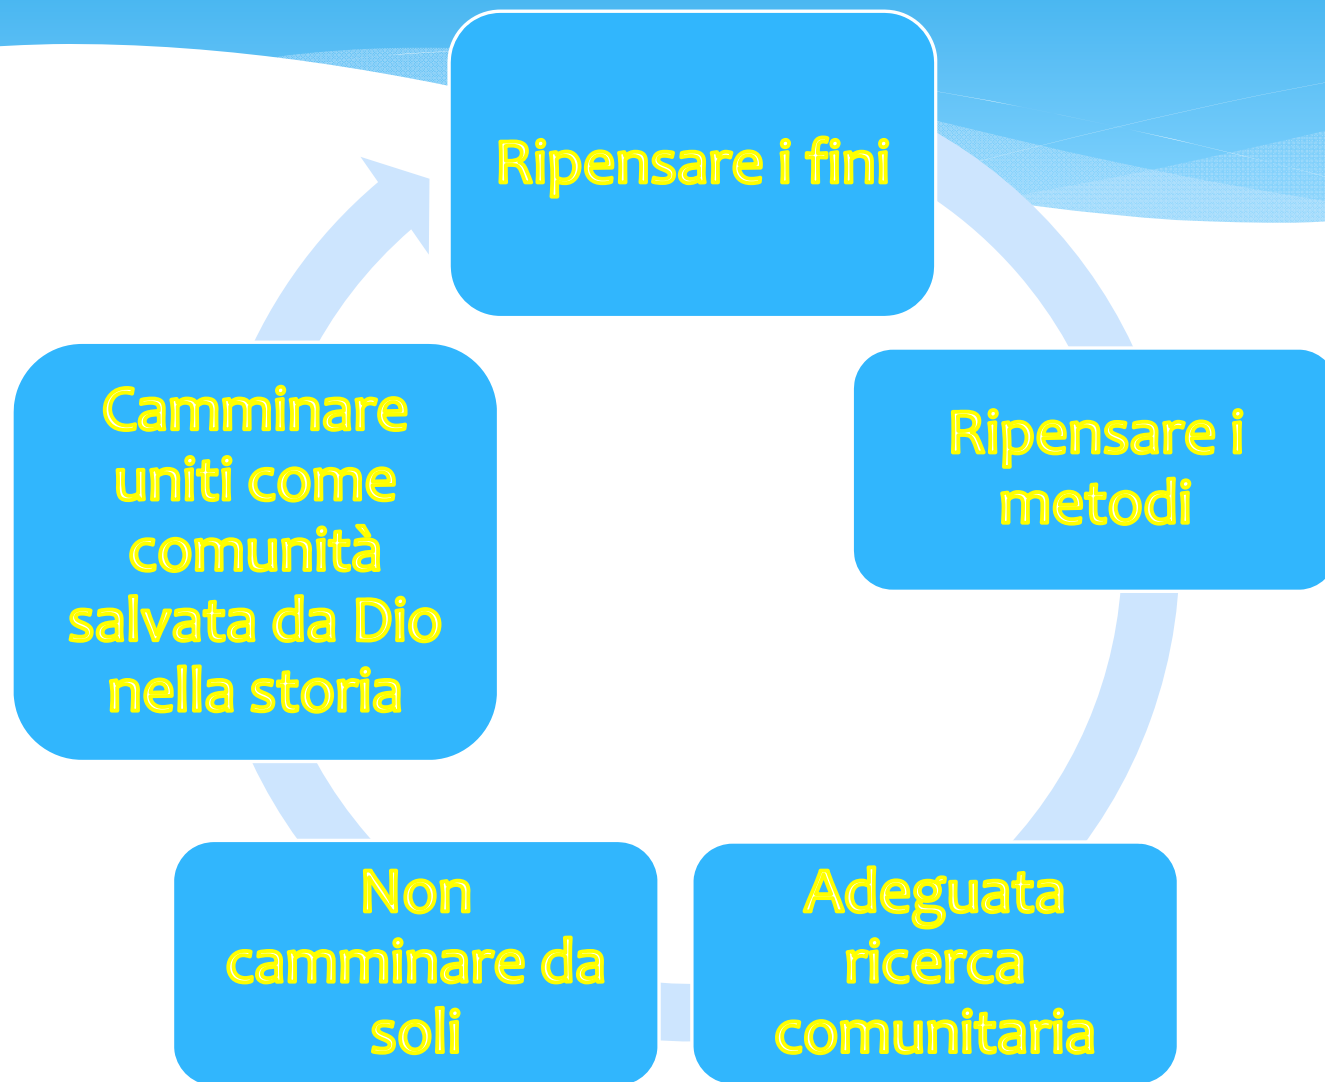 Ripensare i fini
Ripensare i
metodi
Adeguata
ricerca
comunitaria
Non
camminare da
soli
Camminare
uniti come
comunità
salvata da Dio
nella storia